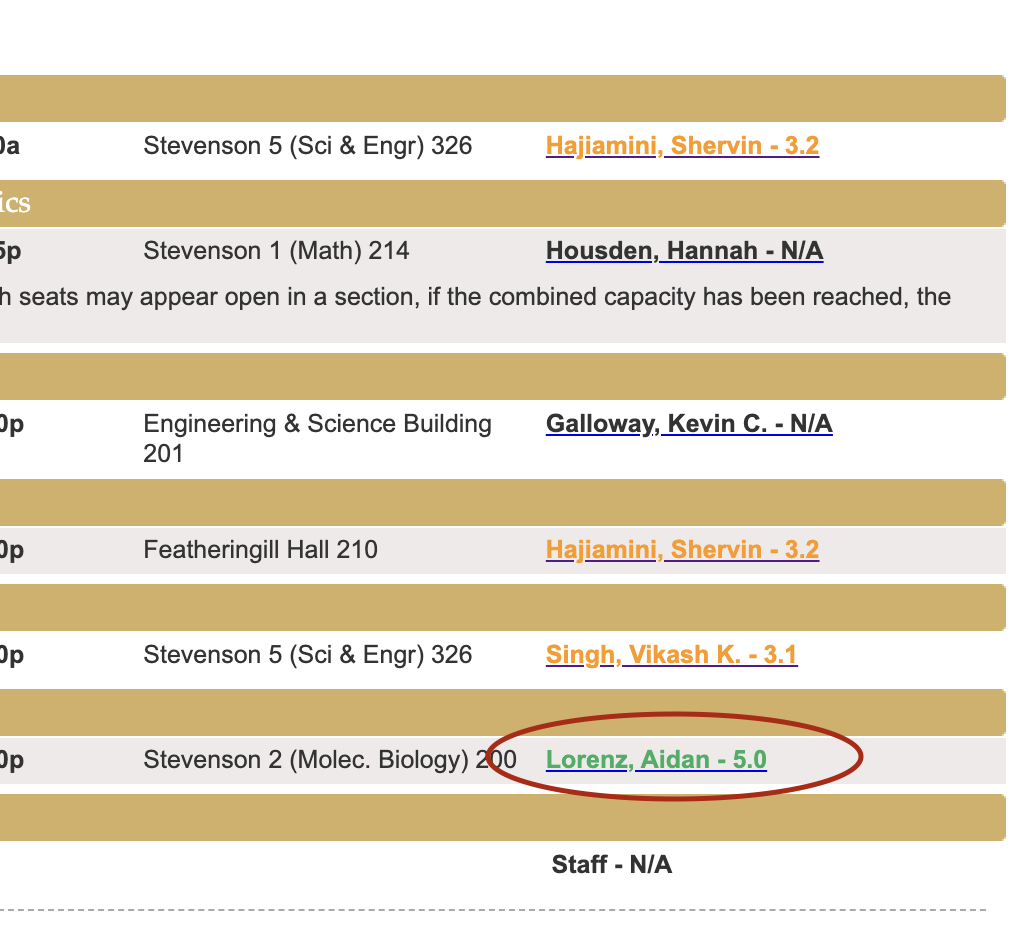 0a Stevenson 5 (Sci & Engr) 326 Hajiamini, Shervin - 3.2
ics
5p Stevenson 1 (Math) 214 Housden, Hannah - N/A
h seats may appear open in a section, if the combined capacity has been reached, the
0p Engineering & Science Building Galloway, Kevin C. - N/A
201
0p Featheringill Hall 210 Hajiamini, Shervin - 3.2
0p Stevenson 5 (Sci & Engr) 326 Singh, Vikash K. - 3.1
0p Stevenson 2 (Molec. Biology) 200 Lorenz, Aidan - 5.0
Staff - N/A